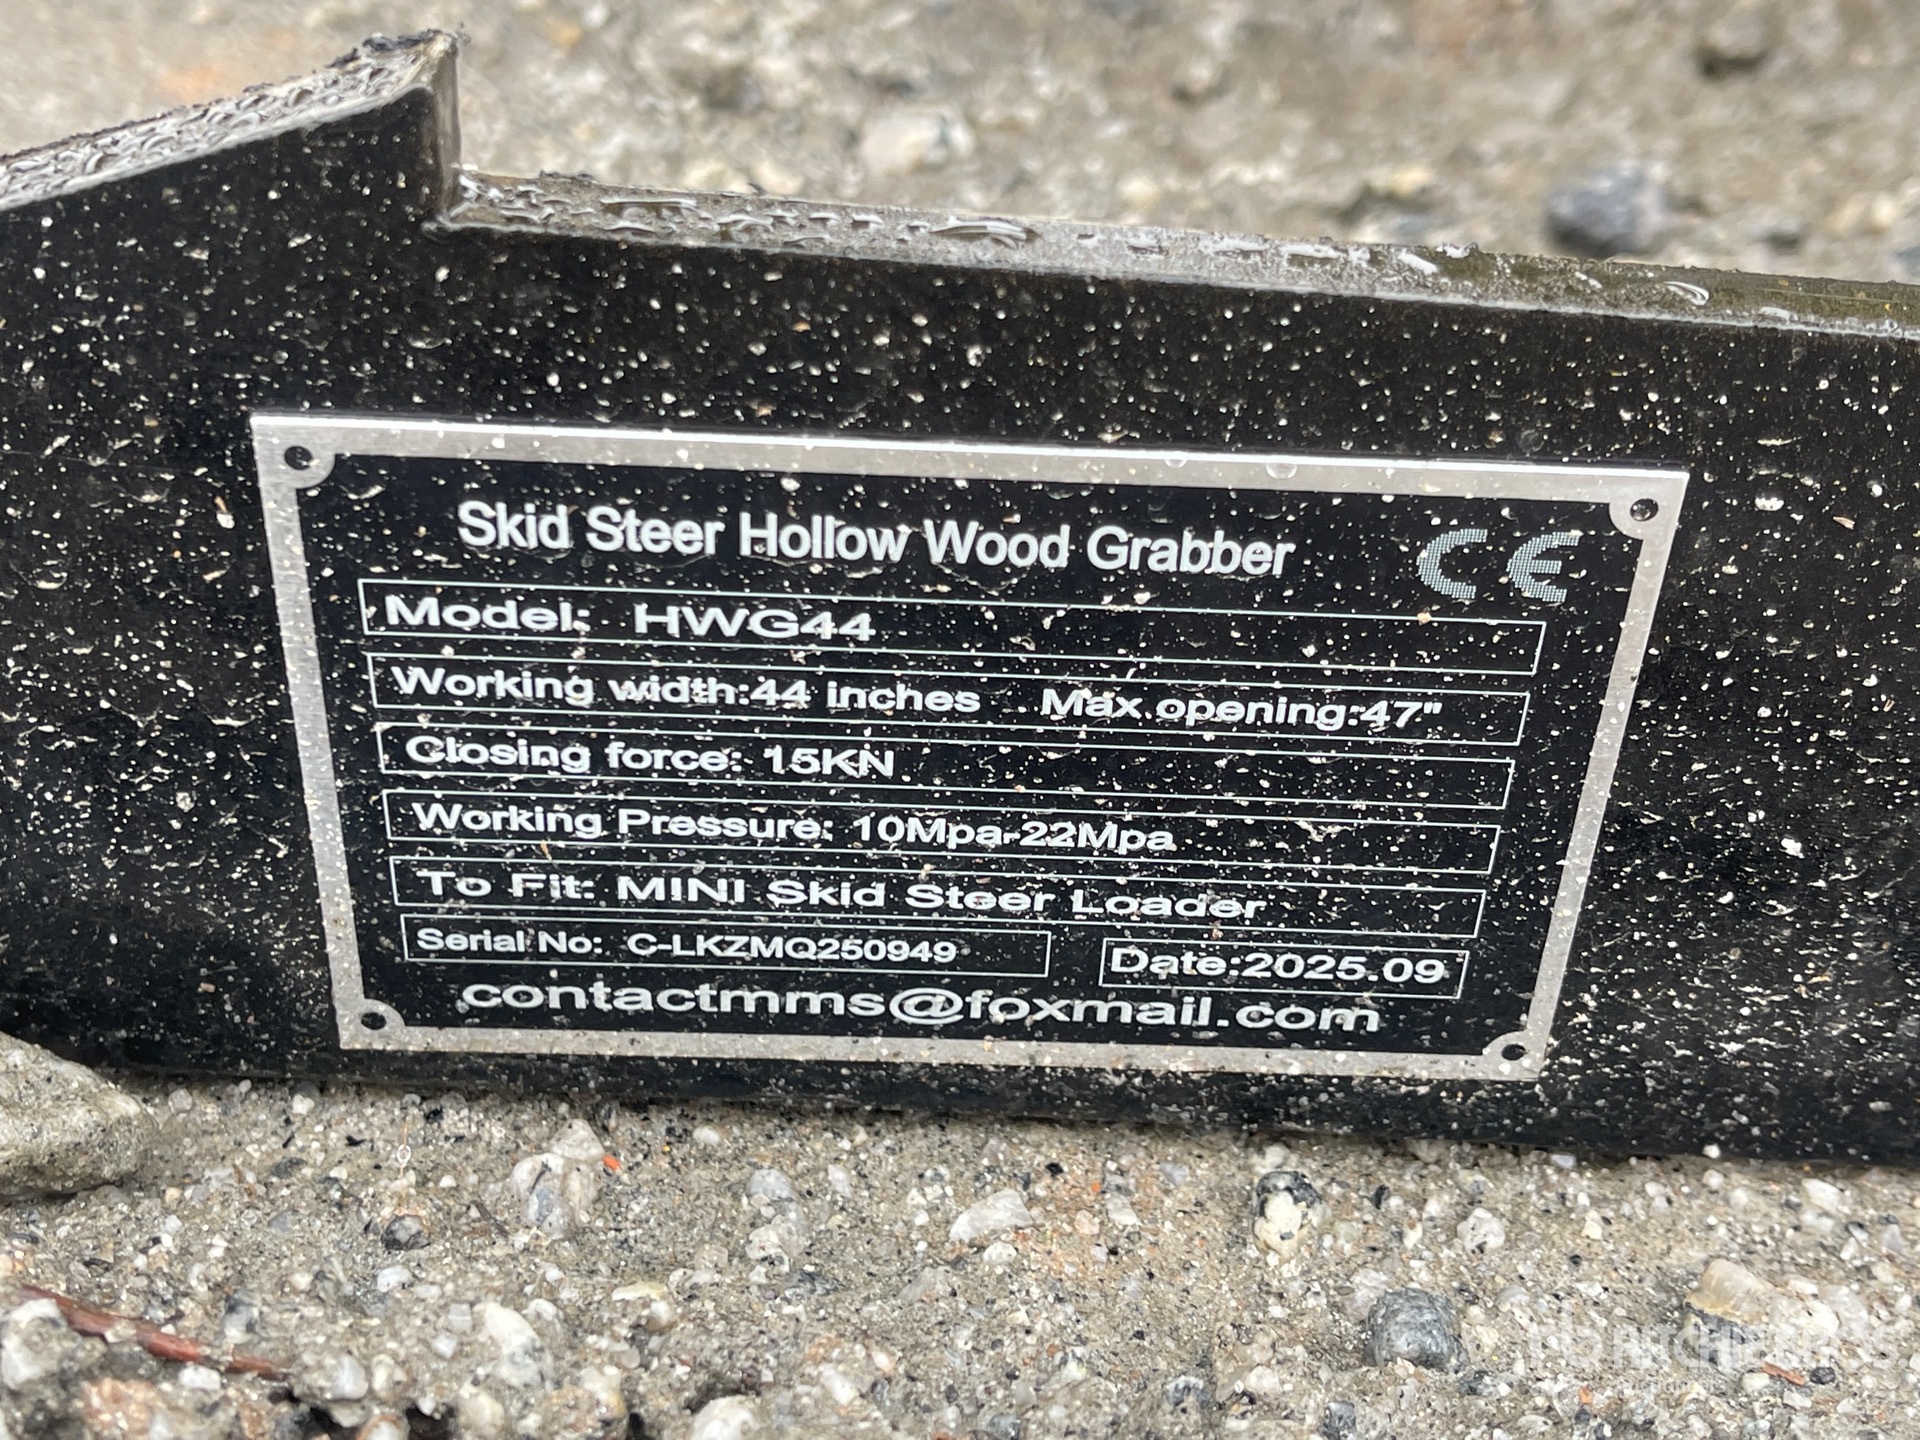 Skid Steer Hollow Wood Grabber
CE
Model: HWG44
Working width:44 inches Max opening:47"
Closing force: 15KN
Working Pressure: 10Mpa-22Mpa
To Fit: MINI Skid Steer Loader
Serial No: C-LKZMQ250949 Date:2025.09
contactmms@foxmail.com